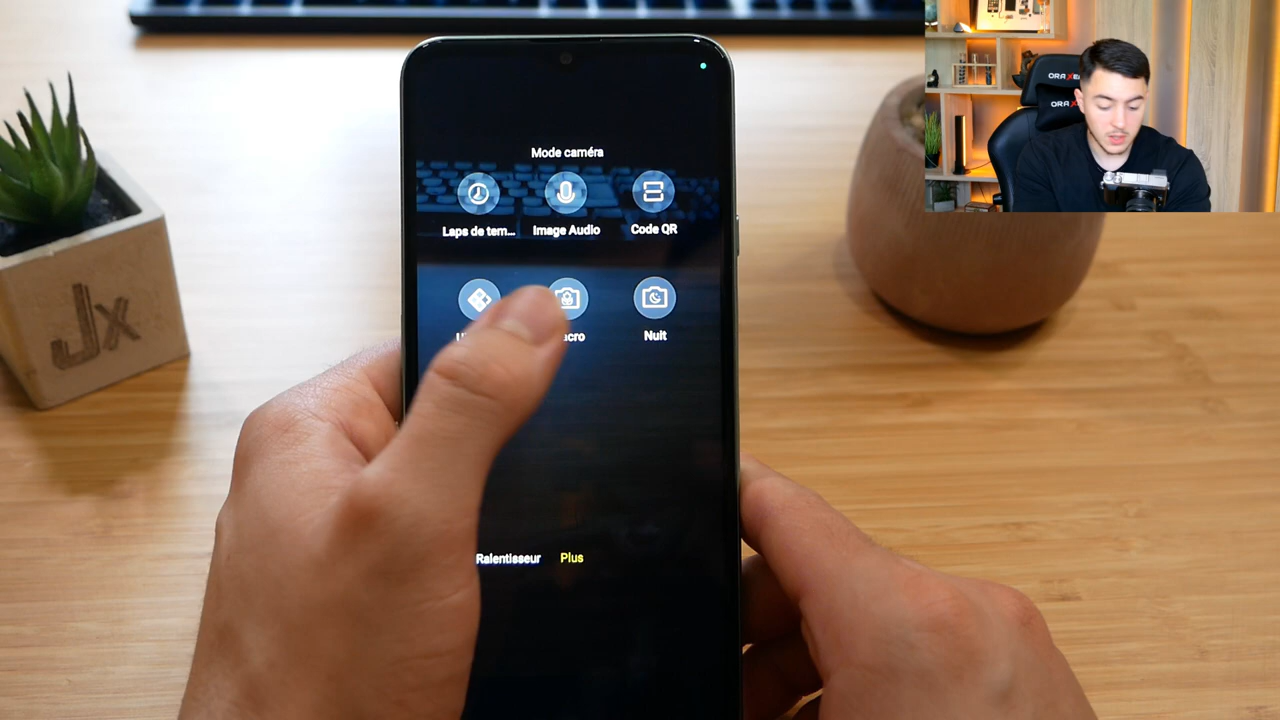 Mode caméra
Laps de tem...
Image Audio
Code QR
Nuit
Ralentisseur
Plus
Jx